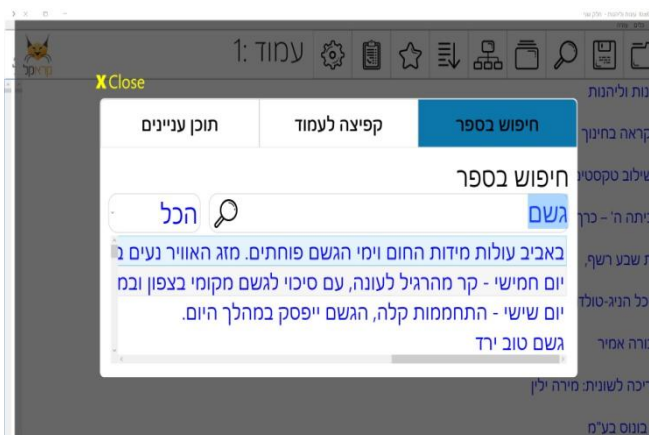 עמוד :1
קראקל
X Close
חיפוש בספר
קפיצה לעמוד
תוכן עניינים
חיפוש בספר
גשם
הכל
באביב עולות מידות החום וימי הגשם פוחתים. מזג האוויר נעים ב
יום חמישי - קר מהרגיל לעונה, עם סיכוי לגשם מקומי בצפון ובמ
יום שישי - התחממות קלה, הגשם ייפסק במהלך היום.
גשם טוב ירד
נות וליהנות
קראה בחינוך
שילוב טקסטינ
כיתה ה' – כרך
ת שבע רשף,
כל הניג-טולד
ורה אמיר
ריכה לשונית: מירה ילין
בונוס בע"מ